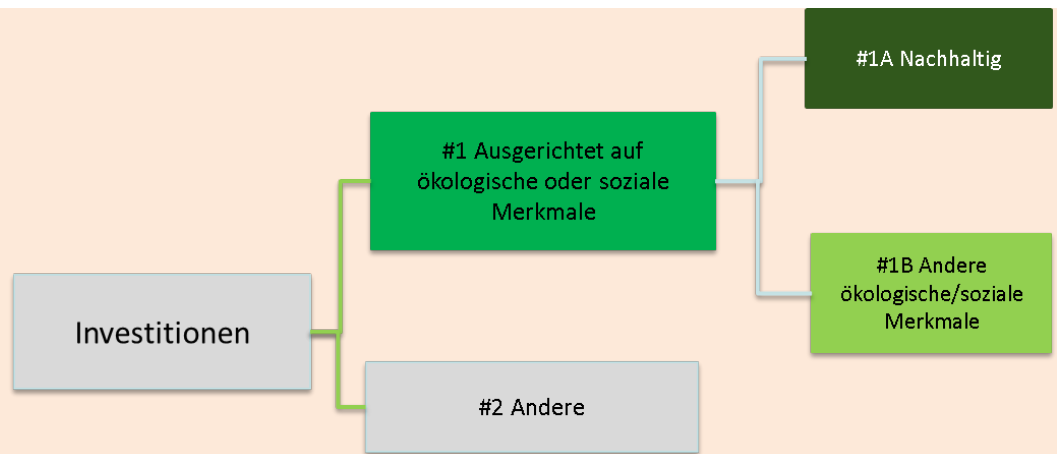 #1A Nachhaltig
#1 Ausgerichtet auf
ökologische oder soziale
Merkmale
#1B Andere
ökologische/soziale
Merkmale
Investitionen
#2 Andere